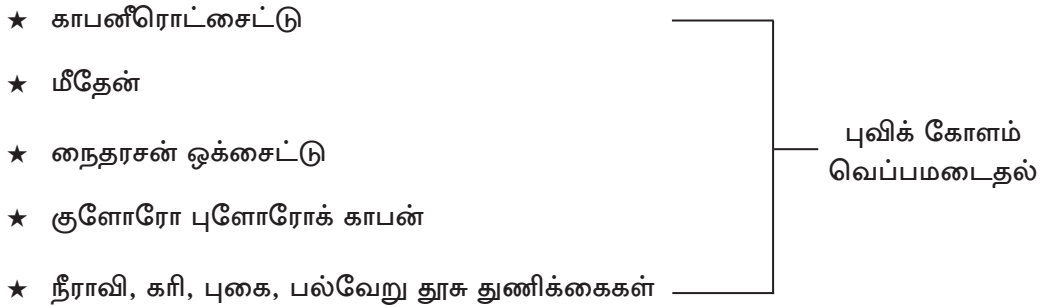 ★ காபனீரொட்சைட்டு
★ மீதேன்
★ நைதரசன் ஒக்சைட்டு
★ குளோரோ புளோரோக் காபன்
★ நீராவி, கரி, புகை, பல்வேறு தூசு துணிக்கைகள்
புவிக் கோளம்
வெப்பமடைதல்